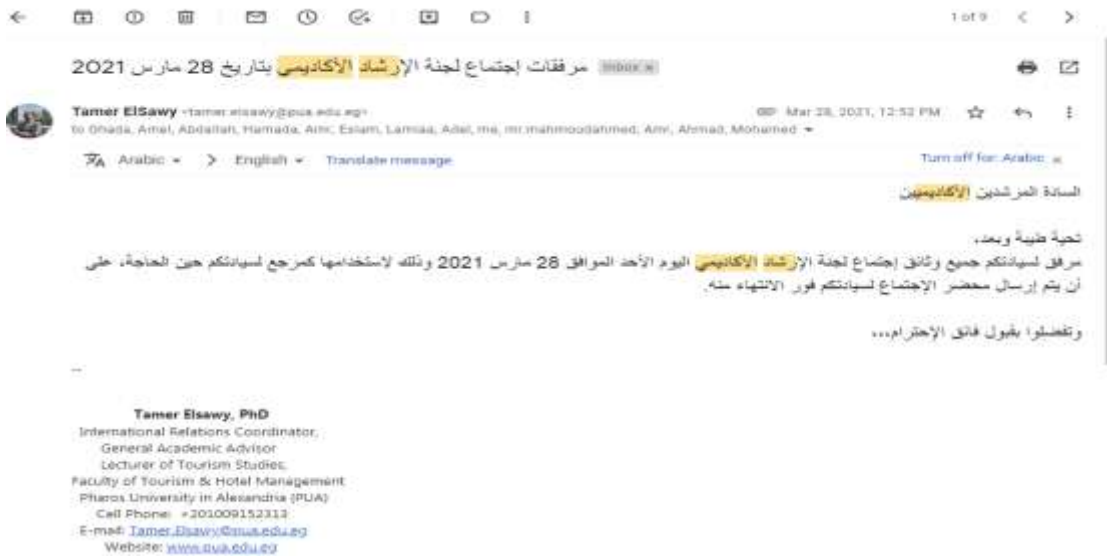 1 of 9
مرفقات إجتماع لجنة الإرشاد الأكاديمي بتاريخ 28 مارس 2021 Inbox x
Tamer ElSawy <tamer.elsawy@pua.edu.eg> Mar 28, 2021, 12:52 PM
to Ghada, Amal, Abdallah, Hamada, Amr, Eslam, Lamiaa, Adel, me, mr.mahmoudahmed, Amr, Ahmad, Mohamed
Arabic > English Translate message Turn off for: Arabic x
السادة المرشدين الأكاديميين
تحية طيبة وبعد،
مرفق لسيادتكم جميع وثائق إجتماع لجنة الإرشاد الأكاديمي اليوم الأحد الموافق 28 مارس 2021 وذلك لاستخدامها كمرجع لسيادتكم حين الحاجة، على
أن يتم إرسال محضر الإجتماع لسيادتكم فور الانتهاء منه.
وتفضلوا بقبول فائق الإحترام،،،
--
Tamer Elsawy, PhD
International Relations Coordinator,
General Academic Advisor
Lecturer of Tourism Studies,
Faculty of Tourism & Hotel Management
Pharos University in Alexandria (PUA)
Cell Phone: +201009152313
E-mail: Tamer.Elsawy@pua.edu.eg
Website: www.pua.edu.eg